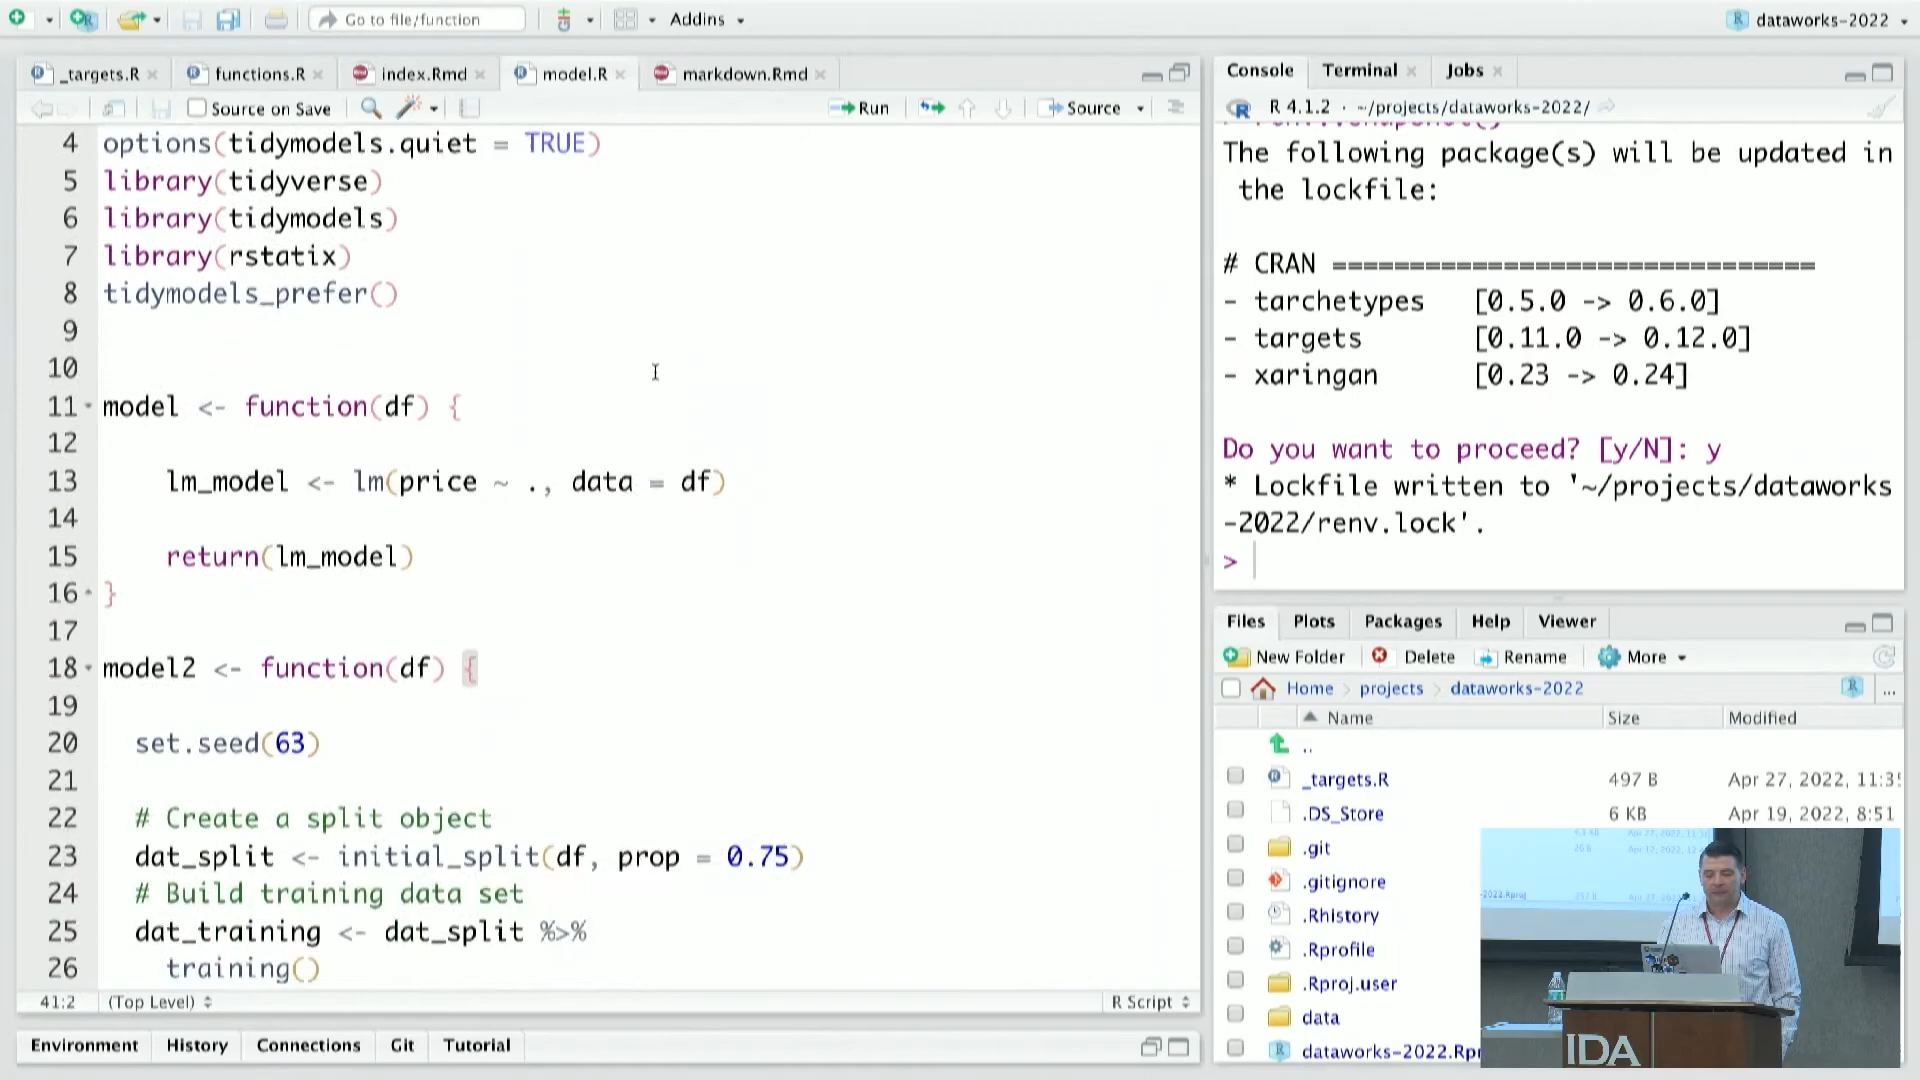 Go to file/function
Addins
dataworks-2022
_targets.R
functions.R
index.Rmd
model.R
markdown.Rmd
Source on Save
Run
Source
4 options(tidymodels.quiet = TRUE)
5 library(tidyverse)
6 library(tidymodels)
7 library(rstatix)
8 tidymodels_prefer()
9
10
11 model <- function(df) {
12
13 lm_model <- lm(price ~ ., data = df)
14
15 return(lm_model)
16 }
17
18 model2 <- function(df) {
19
20 set.seed(63)
21
22 # Create a split object
23 dat_split <- initial_split(df, prop = 0.75)
24 # Build training data set
25 dat_training <- dat_split %>%
26 training()
41:2 (Top Level) R Script
Environment History Connections Git Tutorial
Console Terminal Jobs
R 4.1.2 · ~/projects/dataworks-2022/
The following package(s) will be updated in
the lockfile:
# CRAN ===============================
- tarchetypes [0.5.0 -> 0.6.0]
- targets [0.11.0 -> 0.12.0]
- xaringan [0.23 -> 0.24]
Do you want to proceed? [y/N]: y
* Lockfile written to '~/projects/dataworks
-2022/renv.lock'.
>
Files Plots Packages Help Viewer
New Folder Delete Rename More
Home projects dataworks-2022 ...
Name Size Modified
..
_targets.R 497 B Apr 27, 2022, 11:3
.DS_Store 6 KB Apr 19, 2022, 8:51
.git
.gitignore
.Rhistory
.Rprofile
.Rproj.user
data
dataworks-2022.Rp
IDA